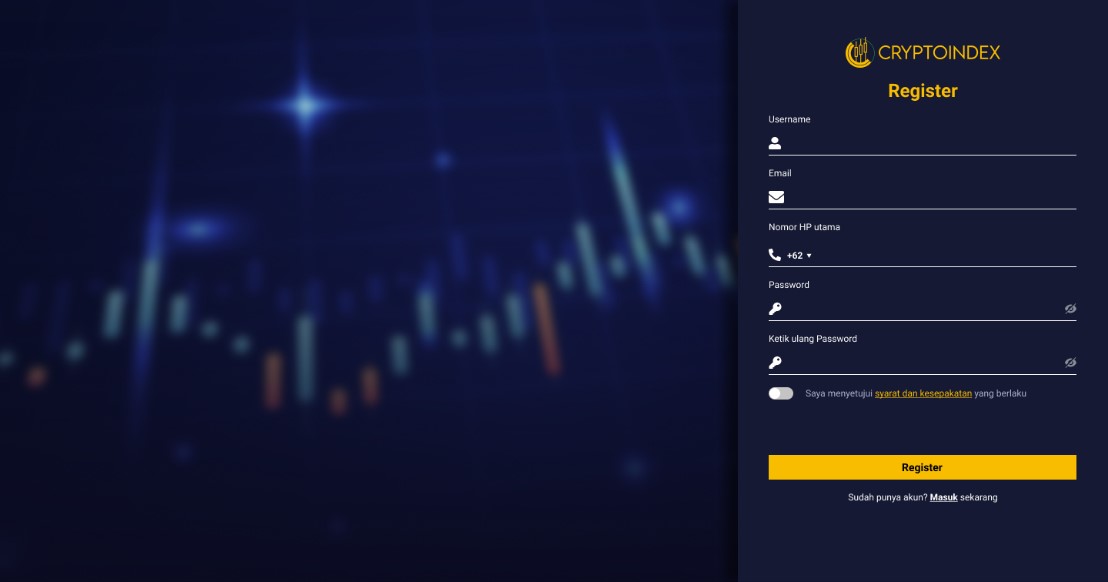 CRYPTOINDEX
Register
Username
Email
Nomor HP utama
+62
Password
Ketik ulang Password
Saya menyetujui syarat dan kesepakatan yang berlaku
Register
Sudah punya akun? Masuk sekarang